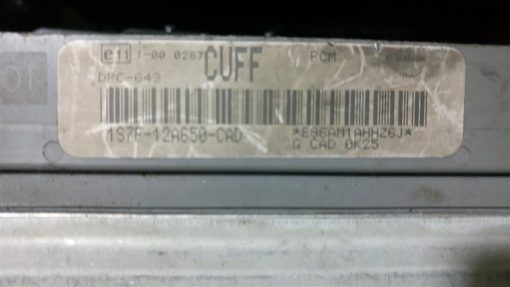 e11 1-00 0287 CUFF PCM
DPC-643
1S7F-12A650-CAD *E96AM1AHHZ6J*
G CAD 0K25